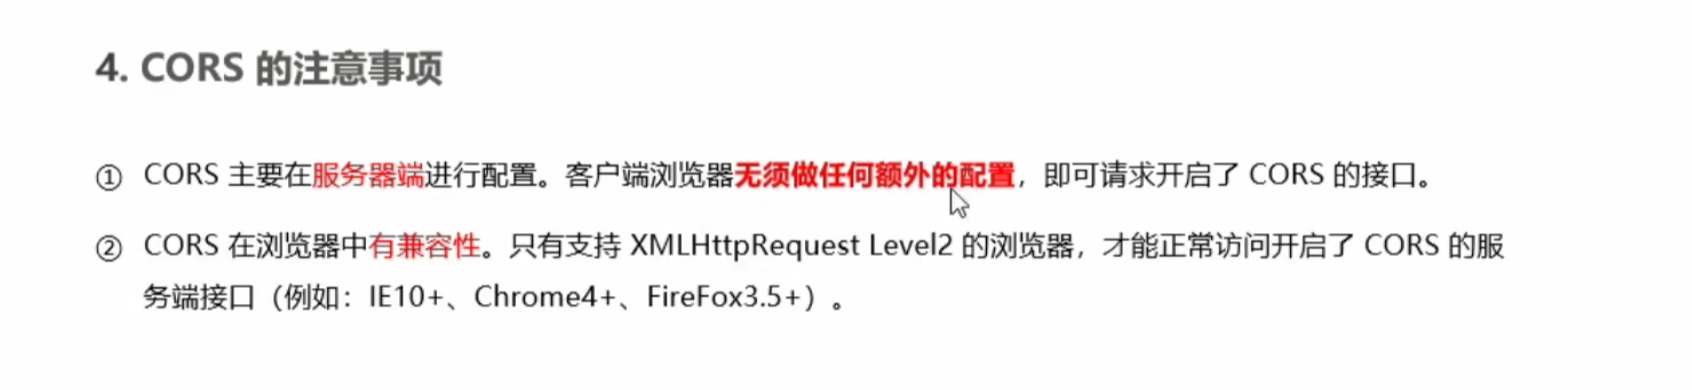 4. CORS 的注意事项
① CORS 主要在服务器端进行配置。客户端浏览器无须做任何额外的配置，即可请求开启了 CORS 的接口。
② CORS 在浏览器中有兼容性。只有支持 XMLHttpRequest Level2 的浏览器，才能正常访问开启了 CORS 的服
务端接口（例如：IE10+、Chrome4+、FireFox3.5+）。